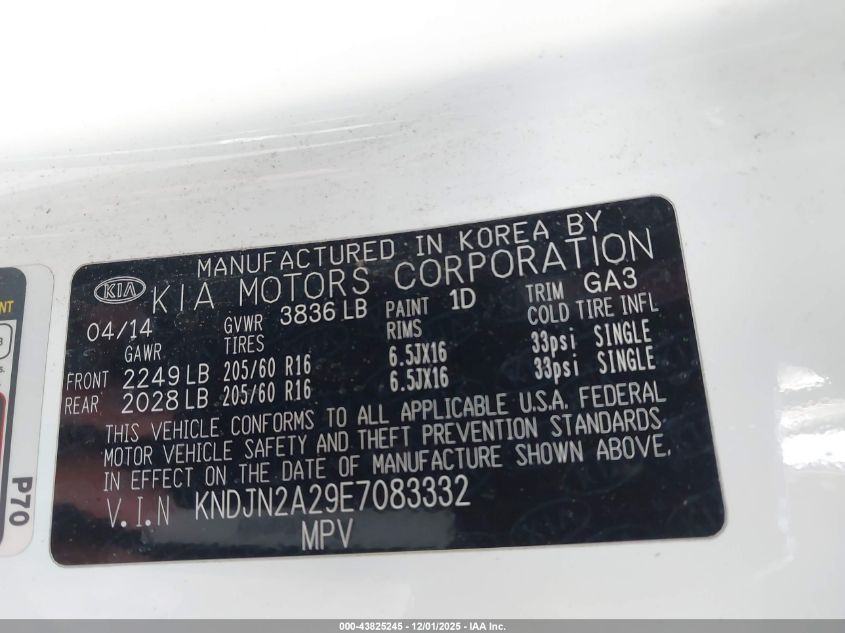 MANUFACTURED IN KOREA BY
KIA KIA MOTORS CORPORATION
04/14 GVWR 3836 LB PAINT 1D TRIM GA3
GAWR TIRES RIMS COLD TIRE INFL
FRONT 2249 LB 205/60 R16 6.5JX16 33psi SINGLE
REAR 2028 LB 205/60 R16 6.5JX16 33psi SINGLE
THIS VEHICLE CONFORMS TO ALL APPLICABLE U.S.A. FEDERAL
MOTOR VEHICLE SAFETY AND THEFT PREVENTION STANDARDS
IN EFFECT ON THE DATE OF MANUFACTURE SHOWN ABOVE.
V.I.N KNDJN2A29E7083332
MPV
NT
P70
000-43825245 - 12/01/2025 - IAA Inc.